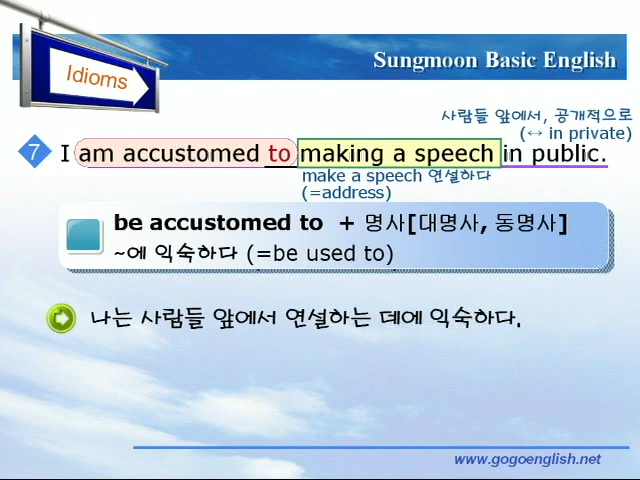 Idioms
Sungmoon Basic English
사람들 앞에서, 공개적으로
(↔ in private)
7 I am accustomed to making a speech in public.
make a speech 연설하다
(=address)
be accustomed to + 명사[대명사, 동명사]
~에 익숙하다 (=be used to)
나는 사람들 앞에서 연설하는 데에 익숙하다.
www.gogoenglish.net